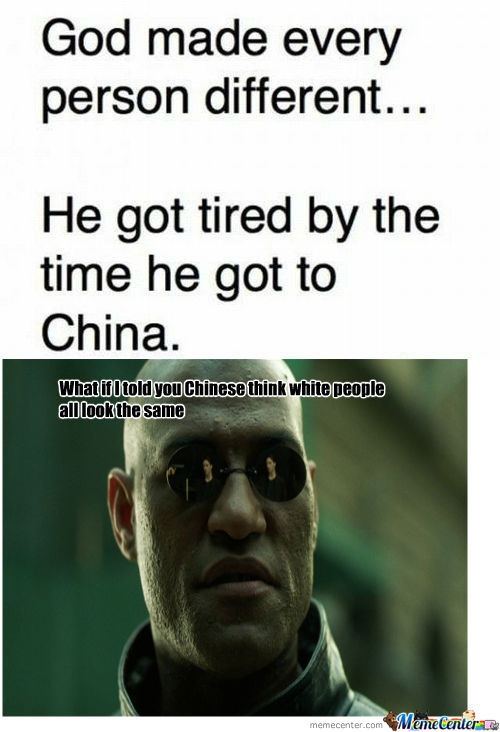 God made every
person different...
He got tired by the
time he got to
China.
What if I told you Chinese think white people
all look the same
memecenter.com MemeCenter